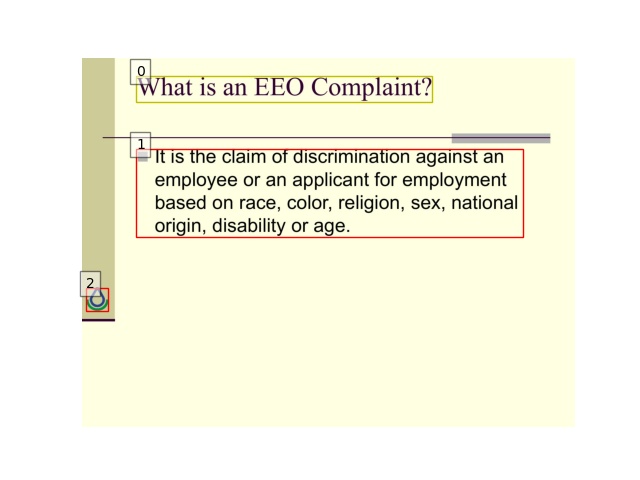 0
What is an EEO Complaint?
1
It is the claim of discrimination against an
employee or an applicant for employment
based on race, color, religion, sex, national
origin, disability or age.
2